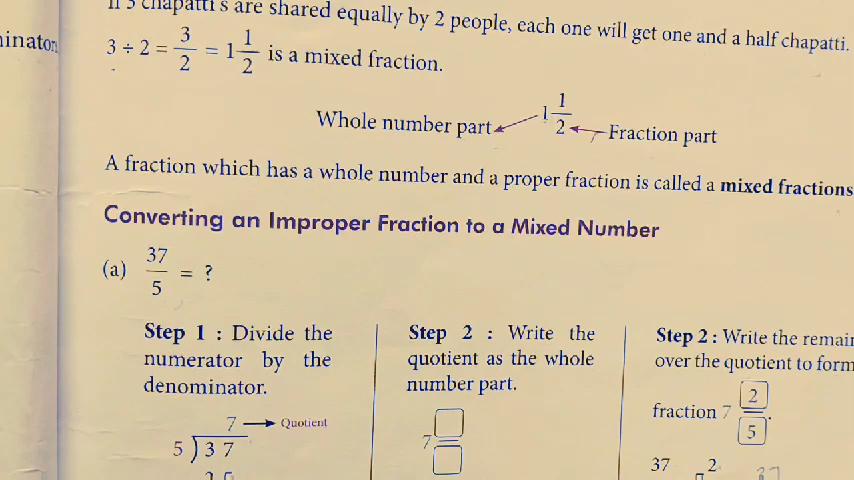 3 chapatti's are shared equally by 2 people, each one will get one and a half chapatti.
3 ÷ 2 = 3/2 = 1 1/2 is a mixed fraction.
Whole number part 1 1/2 Fraction part
A fraction which has a whole number and a proper fraction is called a mixed fractions
Converting an Improper Fraction to a Mixed Number
(a) 37/5 = ?
Step 1 : Divide the
numerator by the
denominator.
7 → Quotient
5 ) 3 7
Step 2 : Write the
quotient as the whole
number part.
7
Step 2 : Write the
over the quotient to form
fraction 7 2/5.
37 2